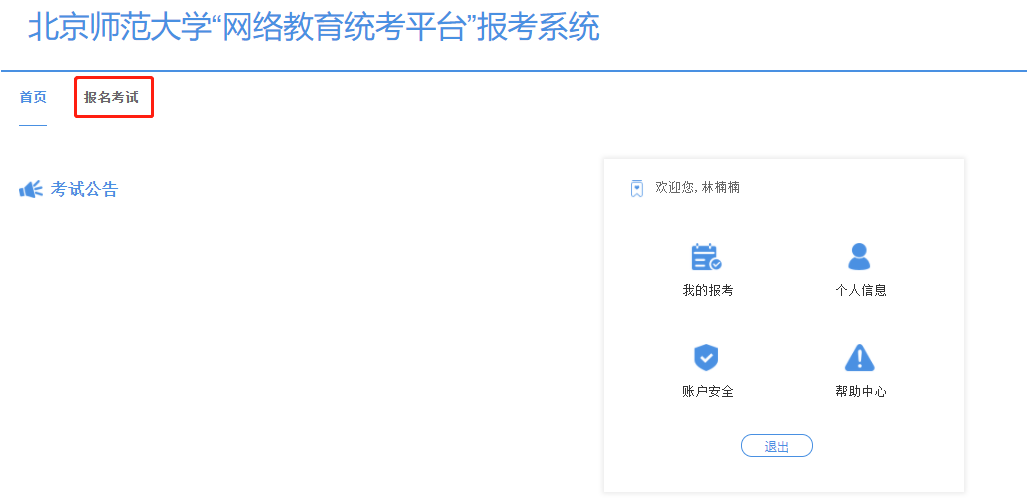 北京师范大学“网络教育统考平台”报考系统
首页 报名考试
考试公告
欢迎您, 林楠楠
我的报考 个人信息
账户安全 帮助中心
退出